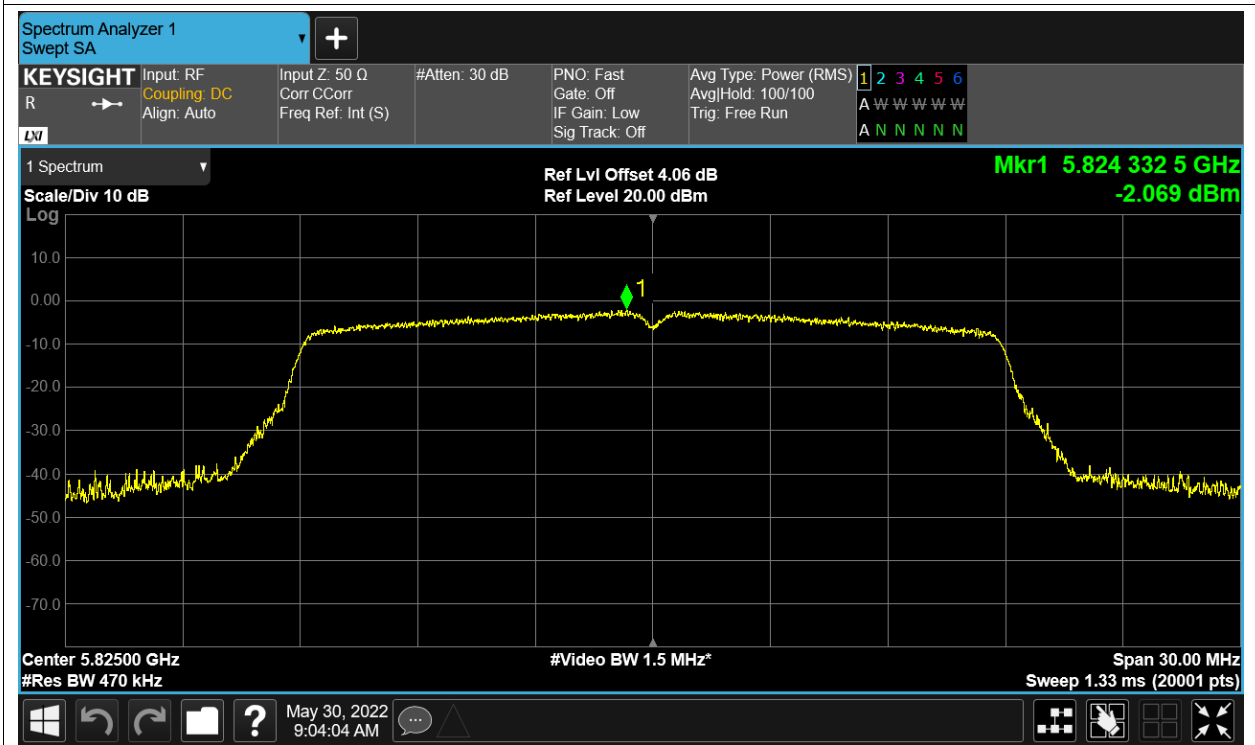 Spectrum Analyzer 1
Swept SA
KEYSIGHT
R
LXI
Input: RF
Coupling: DC
Align: Auto
Input Z: 50 Ω
Corr CCorr
Freq Ref: Int (S)
#Atten: 30 dB
PNO: Fast
Gate: Off
IF Gain: Low
Sig Track: Off
Avg Type: Power (RMS)
Avg|Hold: 100/100
Trig: Free Run
1 2 3 4 5 6
A W W W W W
A N N N N N
1 Spectrum
Scale/Div 10 dB
Log
Ref Lvl Offset 4.06 dB
Ref Level 20.00 dBm
Mkr1 5.824 332 5 GHz
-2.069 dBm
10.0
0.00
-10.0
-20.0
-30.0
-40.0
-50.0
-60.0
-70.0
1
Center 5.82500 GHz
#Res BW 470 kHz
#Video BW 1.5 MHz*
Span 30.00 MHz
Sweep 1.33 ms (20001 pts)
?
May 30, 2022
9:04:04 AM